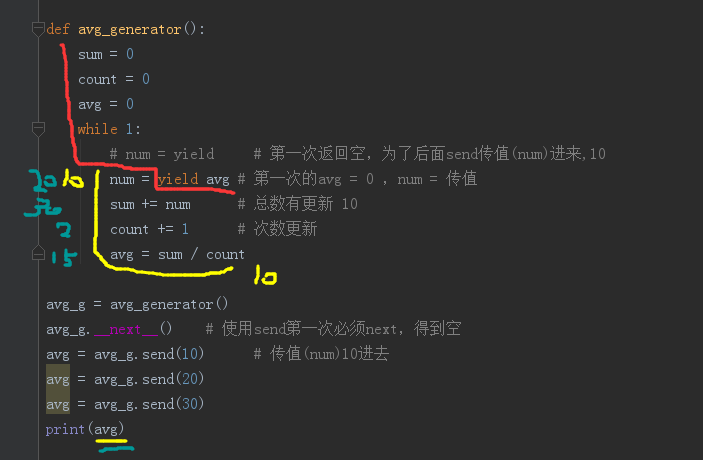 def avg_generator():
sum = 0
count = 0
avg = 0
while 1:
# num = yield # 第一次返回空，为了后面send传值(num)进来,10
20 10 num = yield avg # 第一次的avg = 0 ，num = 传值
30 sum += num # 总数有更新 10
2 count += 1 # 次数更新
15 avg = sum / count
10
avg_g = avg_generator()
avg_g.__next__() # 使用send第一次必须next，得到空
avg = avg_g.send(10) # 传值(num)10进去
avg = avg_g.send(20)
avg = avg_g.send(30)
print(avg)